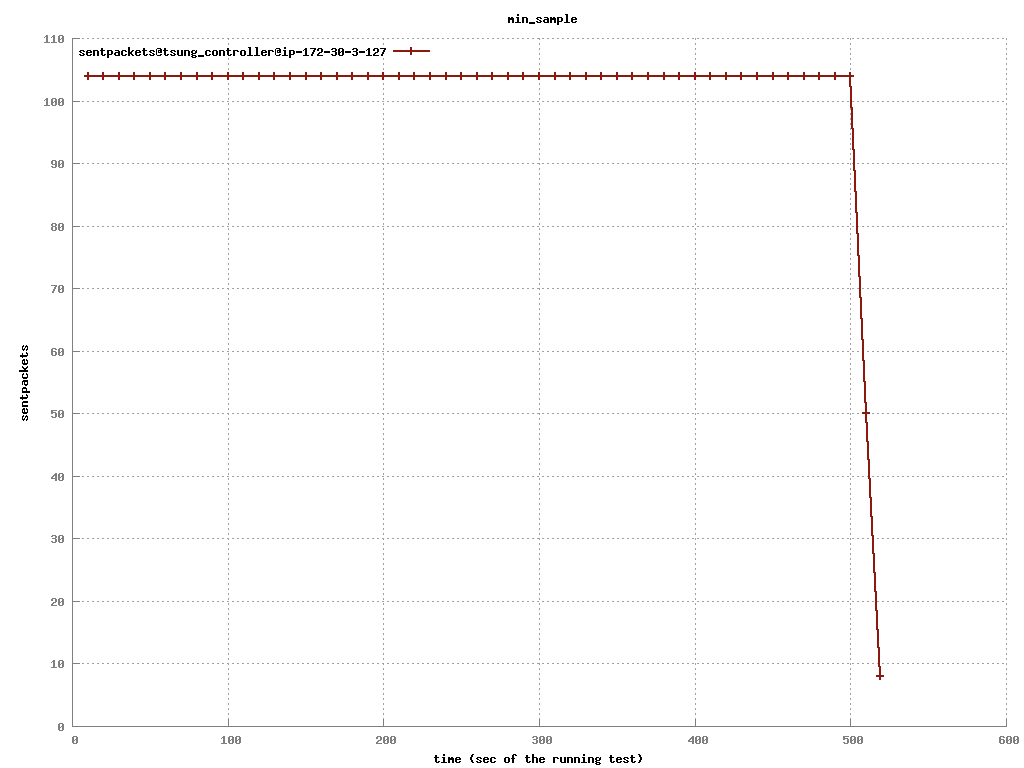 min_sample
sentpackets@tsung_controller@ip-172-30-3-127
110
100
90
80
70
60
50
40
30
20
10
0
sentpackets
0 100 200 300 400 500 600
time (sec of the running test)